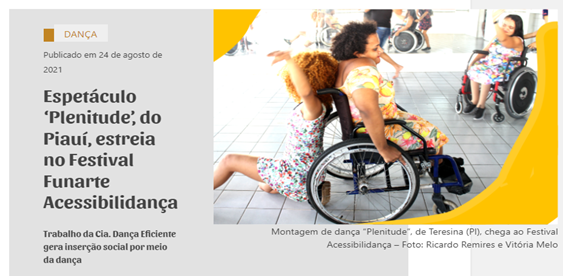 DANÇA
Publicado em 24 de agosto de
2021
Espetáculo
‘Plenitude’, do
Piauí, estreia
no Festival
Funarte
Acessibilidança
Trabalho da Cia. Dança Eficiente
gera inserção social por meio
da dança
Montagem de dança “Plenitude”, de Teresina (PI), chega ao Festival
Acessibilidança – Foto: Ricardo Remires e Vitória Melo